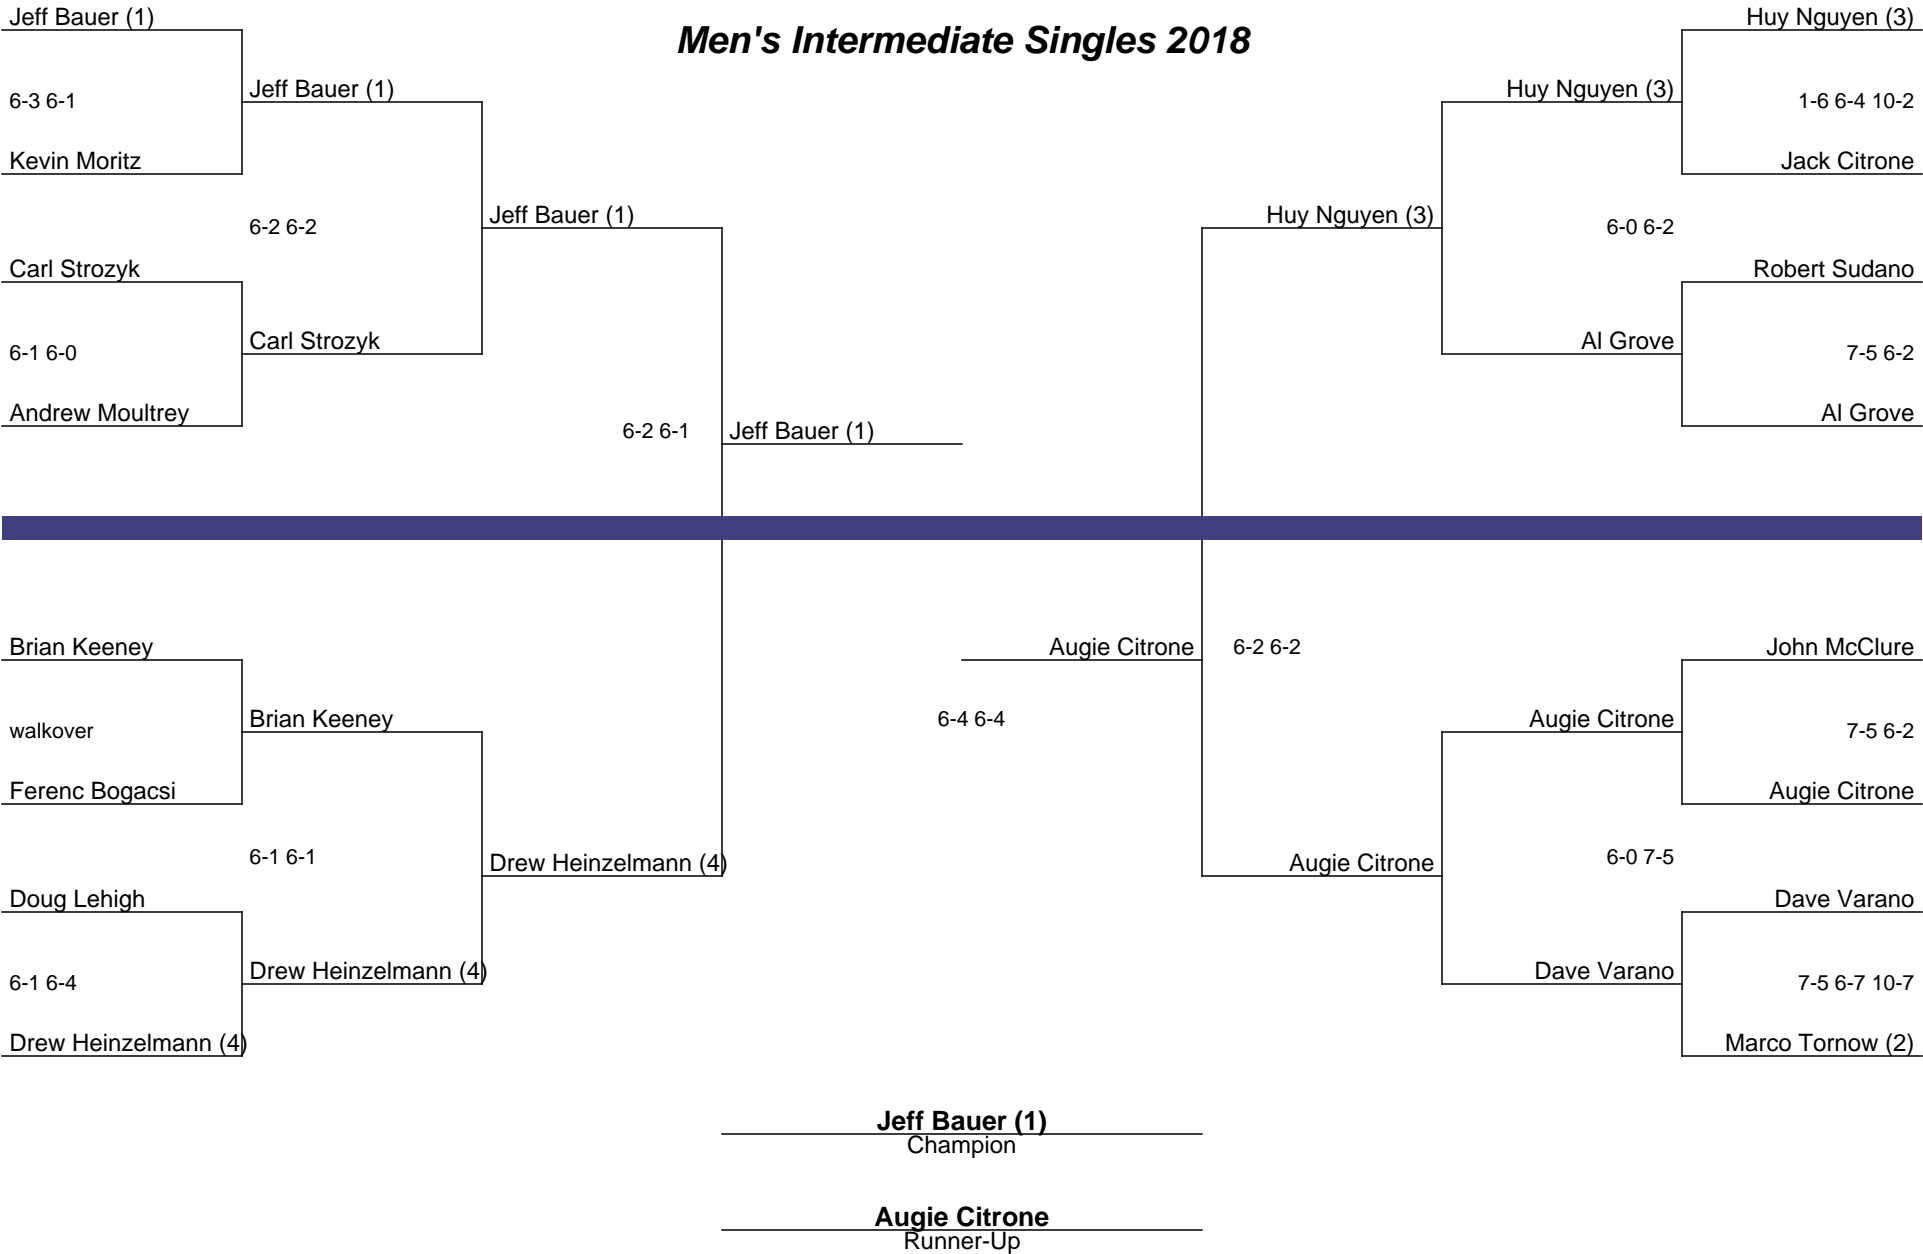 Men's Intermediate Singles 2018
Jeff Bauer (1)
6-3 6-1
Kevin Moritz
Carl Strozyk
6-1 6-0
Andrew Moultrey
Jeff Bauer (1)
6-2 6-2
Carl Strozyk
Jeff Bauer (1)
6-2 6-1
Jeff Bauer (1)
Brian Keeney
walkover
Ferenc Bogacsi
Doug Lehigh
6-1 6-4
Drew Heinzelmann (4)
Brian Keeney
6-1 6-1
Drew Heinzelmann (4)
Drew Heinzelmann (4)
Huy Nguyen (3)
1-6 6-4 10-2
Jack Citrone
Robert Sudano
7-5 6-2
Al Grove
Huy Nguyen (3)
6-0 6-2
Al Grove
Huy Nguyen (3)
Augie Citrone
6-2 6-2
6-4 6-4
John McClure
7-5 6-2
Augie Citrone
Dave Varano
7-5 6-7 10-7
Marco Tornow (2)
Augie Citrone
6-0 7-5
Dave Varano
Augie Citrone
Jeff Bauer (1)
Champion
Augie Citrone
Runner-Up